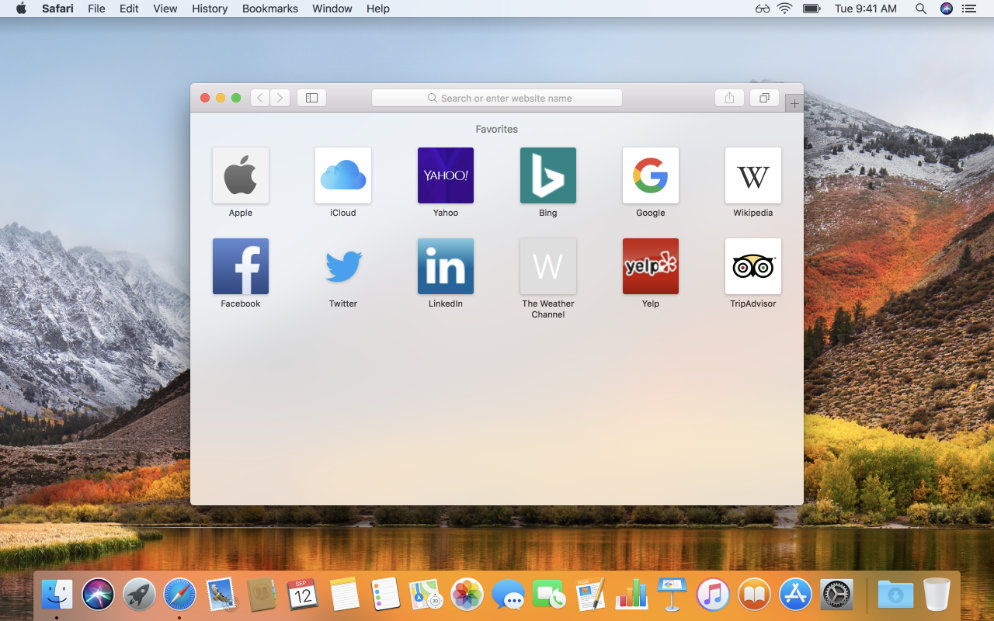 Safari File Edit View History Bookmarks Window Help Tue 9:41 AM
Search or enter website name
Favorites
YAHOO!
W
Apple iCloud Yahoo Bing Google Wikipedia
f in W yelp
Facebook Twitter LinkedIn The Weather Channel Yelp TripAdvisor
SEP
12